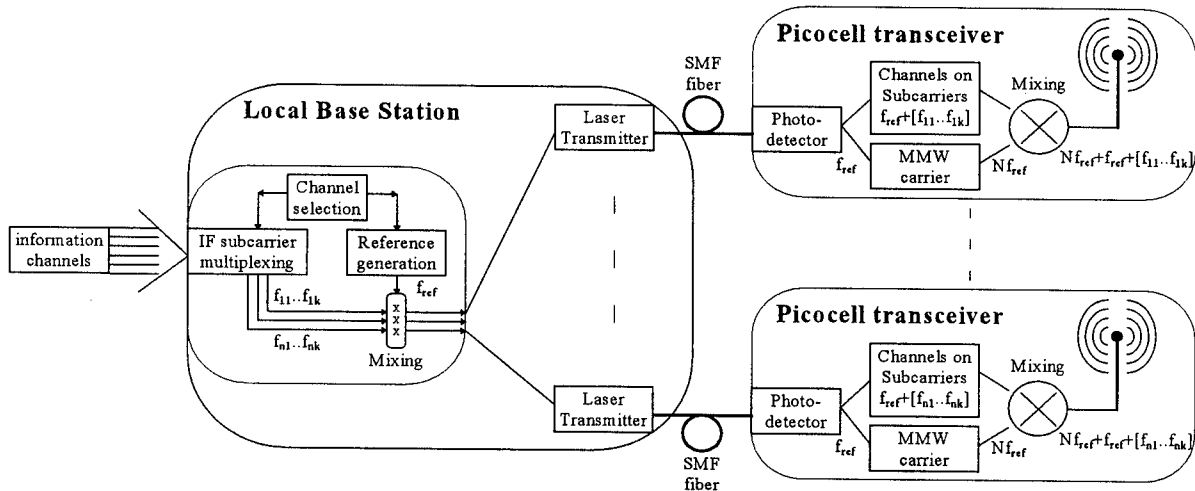 Local Base Station
information
channels
Channel
selection
IF subcarrier
multiplexing
Reference
generation
f11..f1k
fref
x
x
x
fn1..fnk
Mixing
Laser
Transmitter
Laser
Transmitter
SMF
fiber
SMF
fiber
Picocell transceiver
Photo-
detector
fref
Channels on
Subcarriers
fref+[f11..f1k]
MMW
carrier
Nfref
Mixing
Nfref+fref+[f11..f1k]
Picocell transceiver
Photo-
detector
fref
Channels on
Subcarriers
fref+[fn1..fnk]
MMW
carrier
Nfref
Mixing
Nfref+fref+[fn1..fnk]